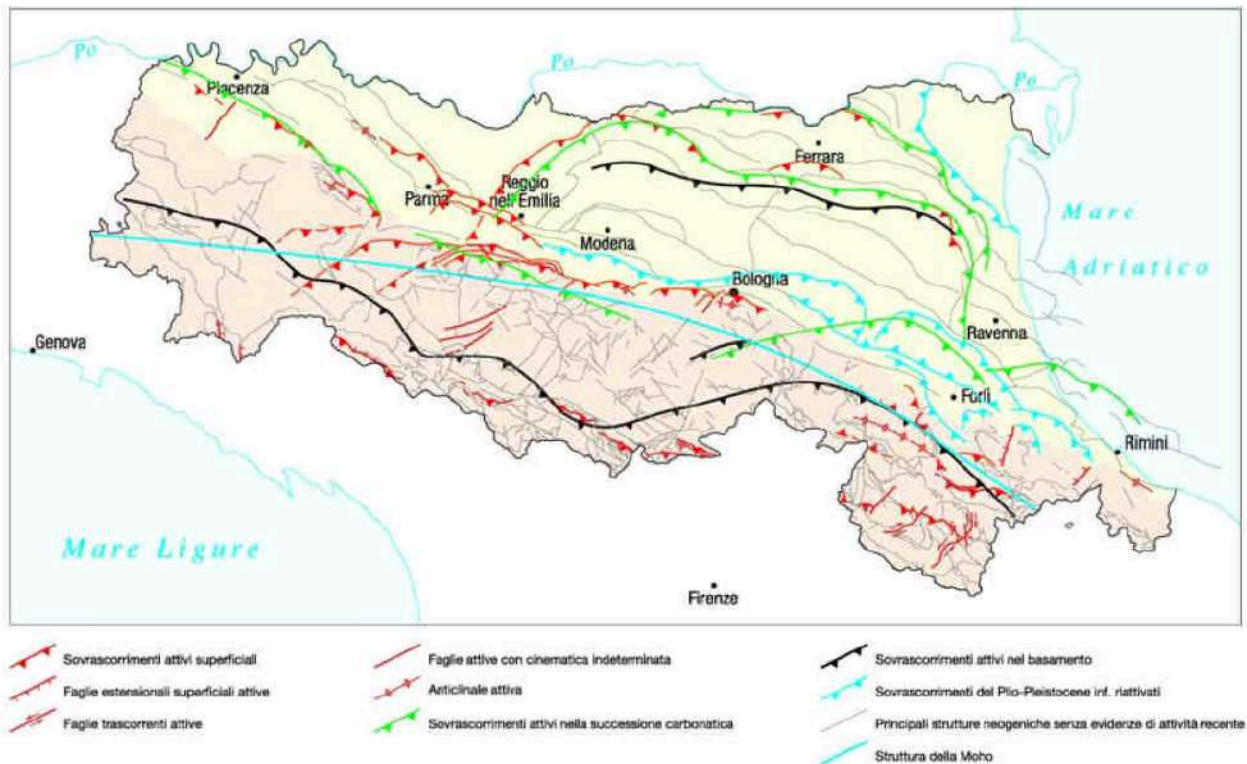 Po
Po
Po
Piacenza
Ferrara
Parma
Reggio
nell'Emilia
Modena
Mare
Adriatico
Bologna
Ravenna
Genova
Forlì
Rimini
Mare Ligure
Firenze
Sovrascorrimenti attivi superficiali
Faglie estensionali superficiali attive
Faglie trascorrenti attive
Faglie attive con cinematica indeterminata
Anticlinale attiva
Sovrascorrimenti attivi nella successione carbonatica
Sovrascorrimenti attivi nel basamento
Sovrascorrimenti del Plio-Pleistocene inf. riattivati
Principali strutture neogeniche senza evidenze di attività recente
Struttura della Moho